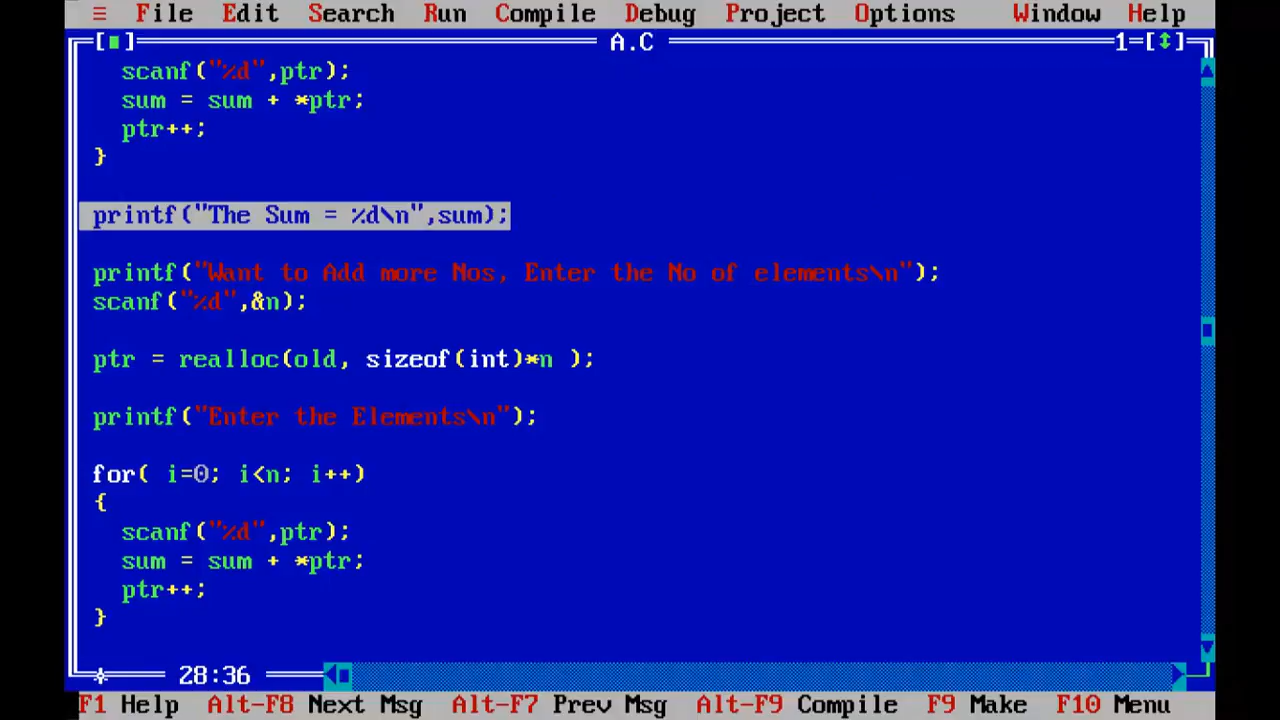 ≡ File Edit Search Run Compile Debug Project Options Window Help
[■] A.C 1=[↕]
scanf("%d",ptr);
sum = sum + *ptr;
ptr++;
}
printf("The Sum = %d\n",sum);
printf("Want to Add more Nos, Enter the No of elements\n");
scanf("%d",&n);
ptr = realloc(old, sizeof(int)*n );
printf("Enter the Elements\n");
for( i=0; i<n; i++)
{
scanf("%d",ptr);
sum = sum + *ptr;
ptr++;
}
28:36
F1 Help Alt-F8 Next Msg Alt-F7 Prev Msg Alt-F9 Compile F9 Make F10 Menu